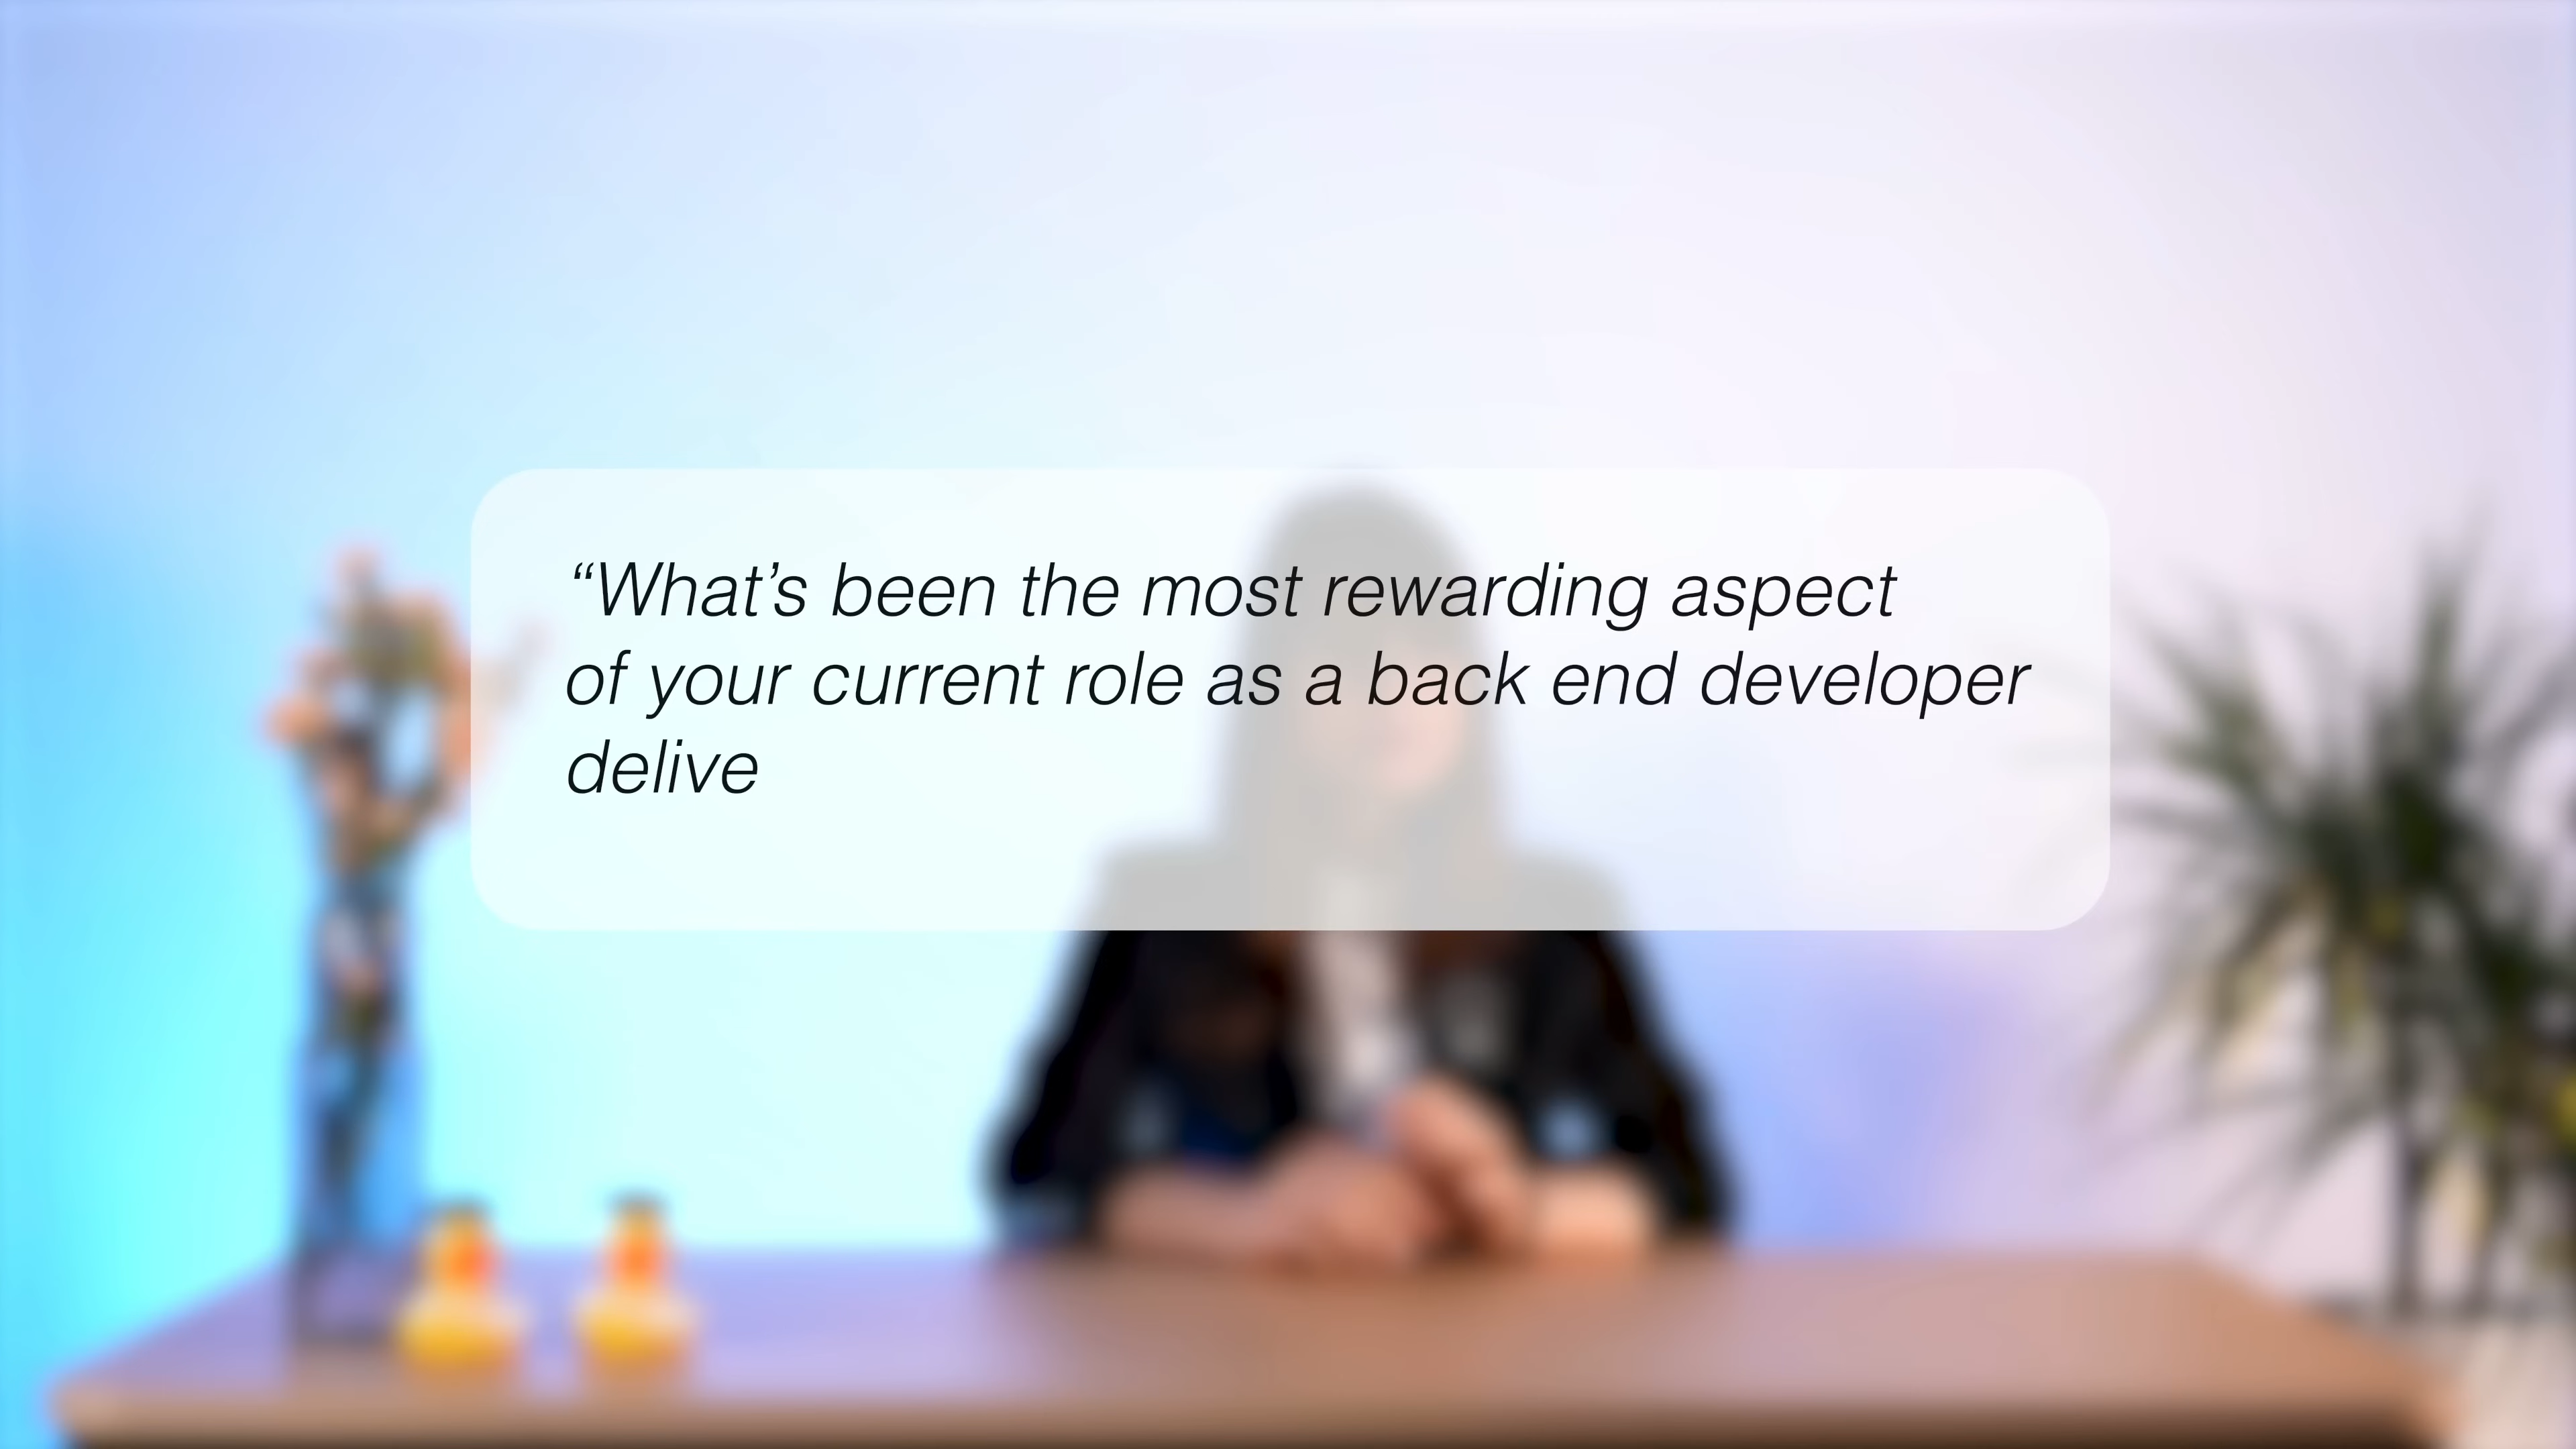 “What’s been the most rewarding aspect
of your current role as a back end developer
delive